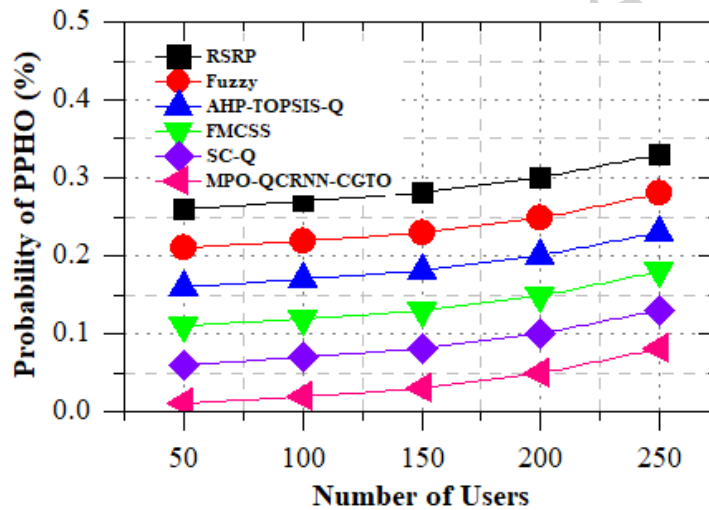 0.5
0.4
0.3
0.2
0.1
0.0
Probability of PPHO (%)
RSRP
Fuzzy
AHP-TOPSIS-Q
FMCSS
SC-Q
MPO-QCRNN-CGTO
50 100 150 200 250
Number of Users